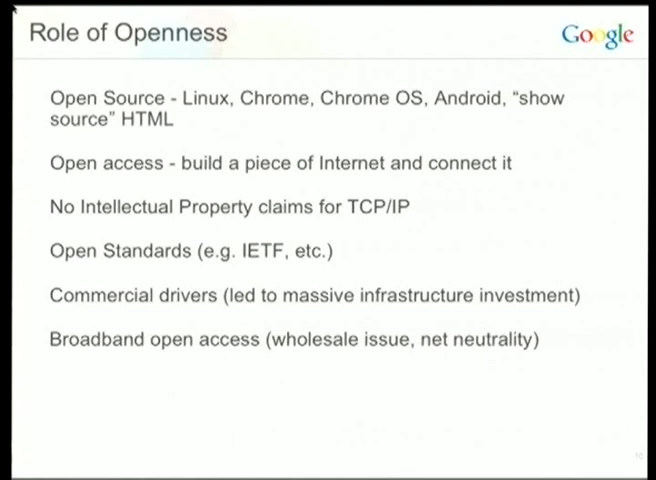 Role of Openness
Google
Open Source - Linux, Chrome, Chrome OS, Android, “show
source” HTML
Open access - build a piece of Internet and connect it
No Intellectual Property claims for TCP/IP
Open Standards (e.g. IETF, etc.)
Commercial drivers (led to massive infrastructure investment)
Broadband open access (wholesale issue, net neutrality)